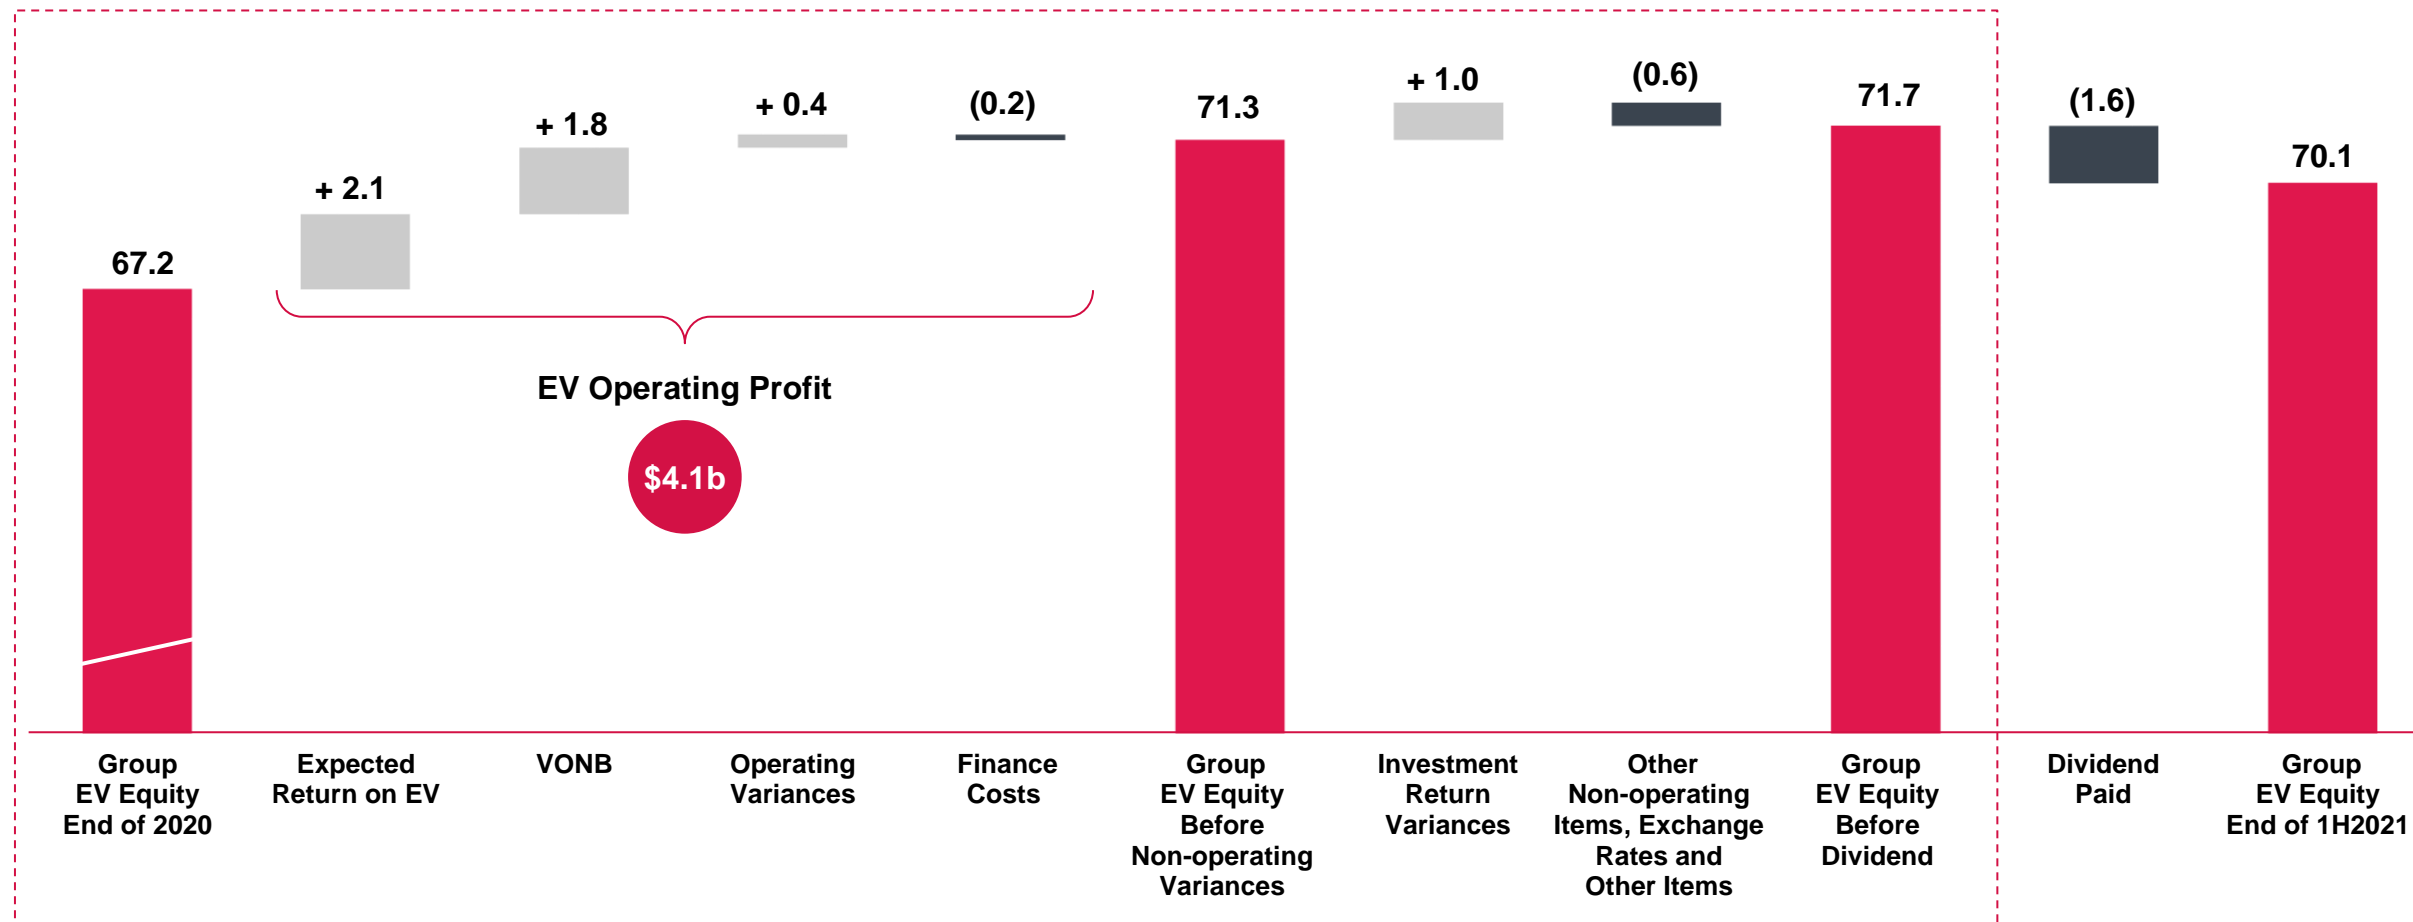 67.2
+ 2.1
+ 1.8
+ 0.4
(0.2)
71.3
+ 1.0
(0.6)
71.7
(1.6)
70.1
EV Operating Profit
$4.1b
Group
EV Equity
End of 2020
Expected
Return on EV
VONB
Operating
Variances
Finance
Costs
Group
EV Equity
Before
Non-operating
Variances
Investment
Return
Variances
Other
Non-operating
Items, Exchange
Rates and
Other Items
Group
EV Equity
Before
Dividend
Dividend
Paid
Group
EV Equity
End of 1H2021